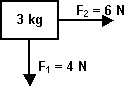 3 kg
F₂ = 6 N
F₁ = 4 N